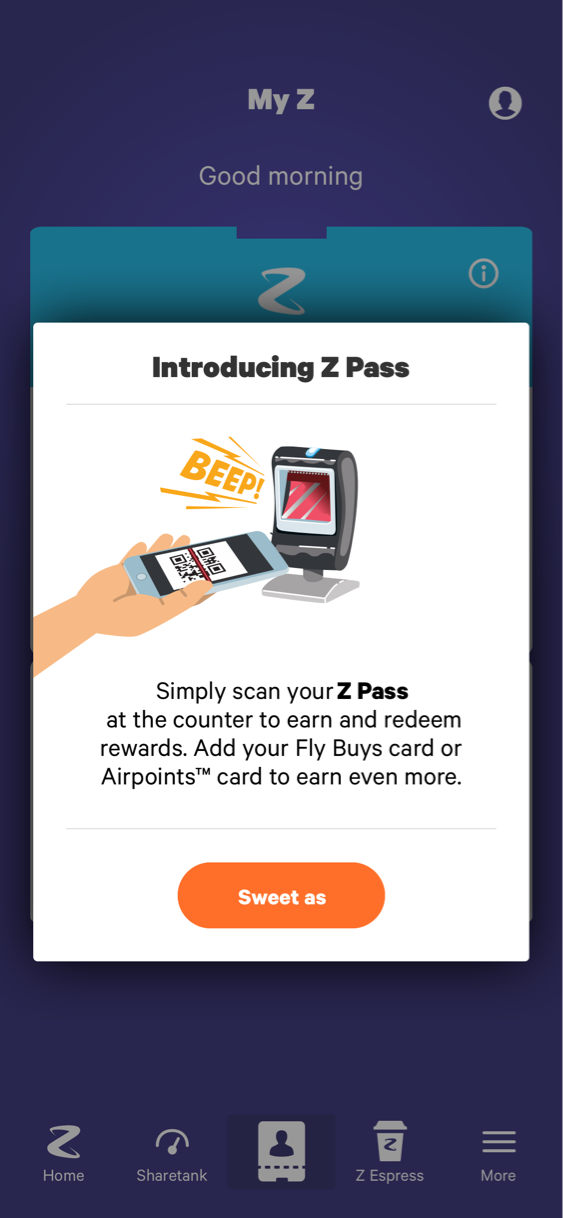 My Z
Good morning
Introducing Z Pass
BEEP!
Simply scan your Z Pass
at the counter to earn and redeem
rewards. Add your Fly Buys card or
Airpoints™ card to earn even more.
Sweet as
Home
Sharetank
Z Espress
More